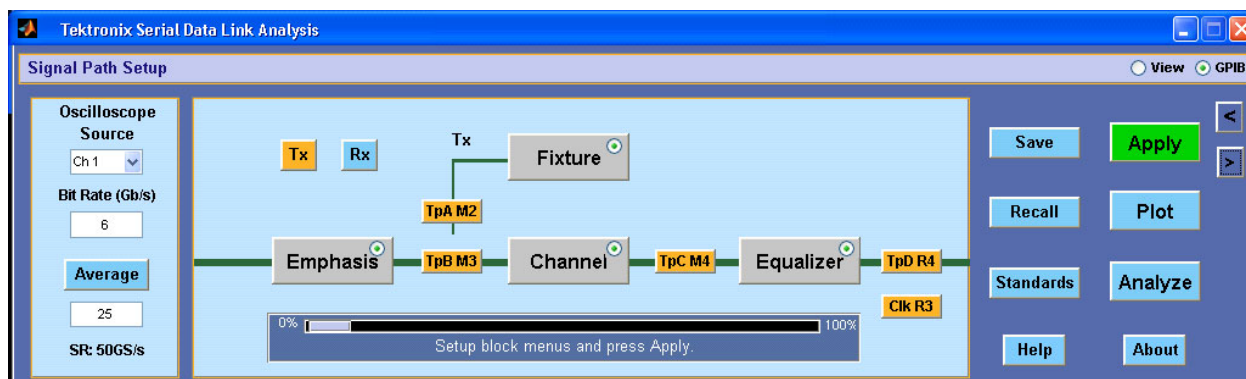 Tektronix Serial Data Link Analysis
Signal Path Setup
View
GPIB
Oscilloscope
Source
Ch 1
Bit Rate (Gb/s)
6
Average
25
SR: 50GS/s
Tx
Rx
Tx
Fixture
TpA M2
Emphasis
TpB M3
Channel
TpC M4
Equalizer
TpD R4
Clk R3
0%
100%
Setup block menus and press Apply.
Save
Apply
<
>
Recall
Plot
Standards
Analyze
Help
About